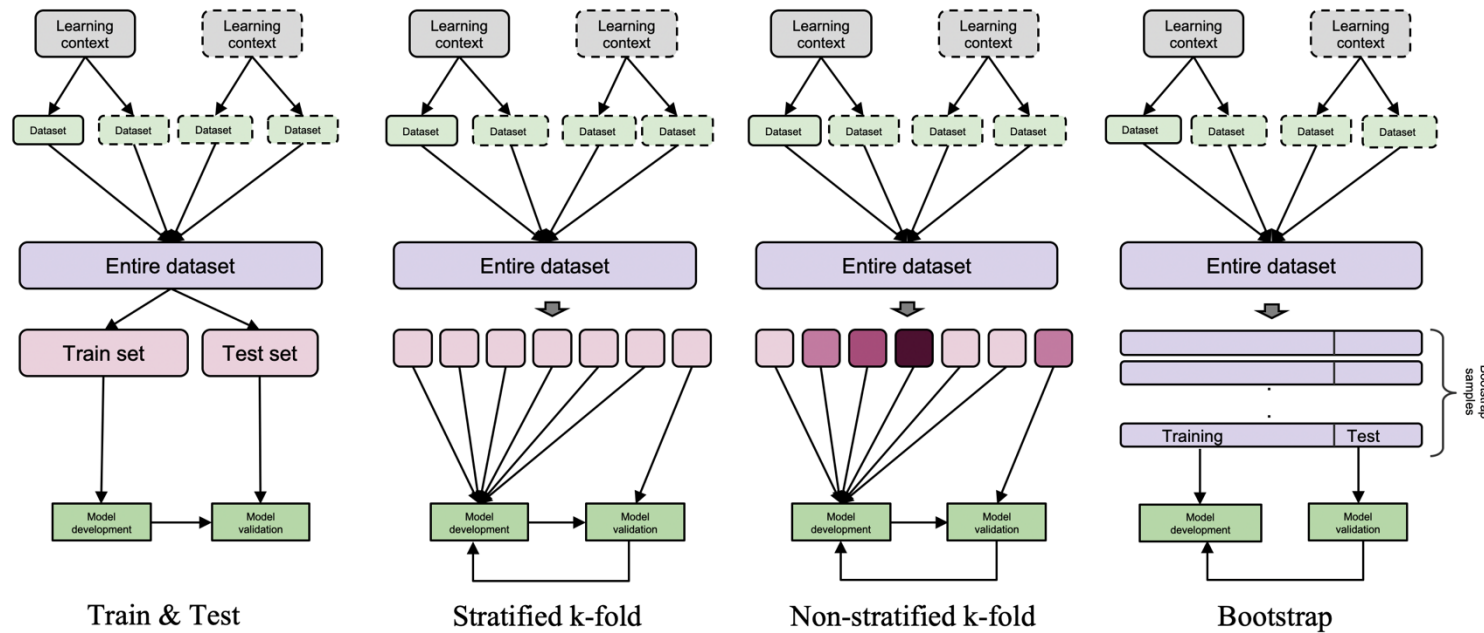 Learning
context
Learning
context
Dataset
Dataset
Dataset
Dataset
Entire dataset
Train set
Test set
Model
development
Model
validation
Train & Test
Learning
context
Learning
context
Dataset
Dataset
Dataset
Dataset
Entire dataset
Model
development
Model
validation
Stratified k-fold
Learning
context
Learning
context
Dataset
Dataset
Dataset
Dataset
Entire dataset
Model
development
Model
validation
Non-stratified k-fold
Learning
context
Learning
context
Dataset
Dataset
Dataset
Dataset
Entire dataset
Bootstrap
samples
Training
Test
Model
development
Model
validation
Bootstrap